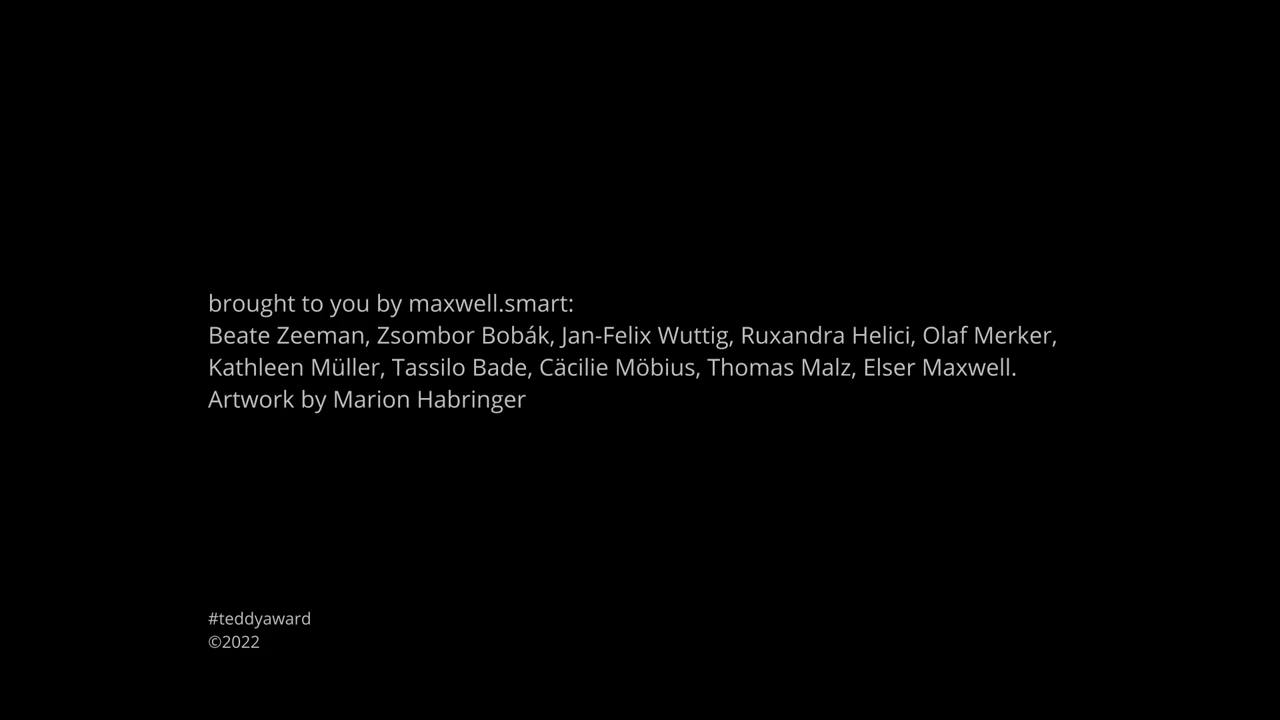 brought to you by maxwell.smart:
Beate Zeeman, Zsombor Bobák, Jan-Felix Wuttig, Ruxandra Helici, Olaf Merker,
Kathleen Müller, Tassilo Bade, Cäcilie Möbius, Thomas Malz, Elser Maxwell.
Artwork by Marion Habringer
#teddyaward
©2022